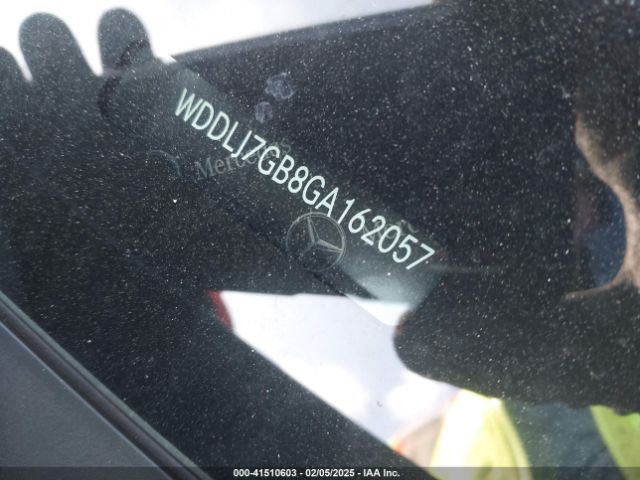 WDDLJ7GB8GA162057
000-41510603 - 02/05/2025 - IAA Inc.